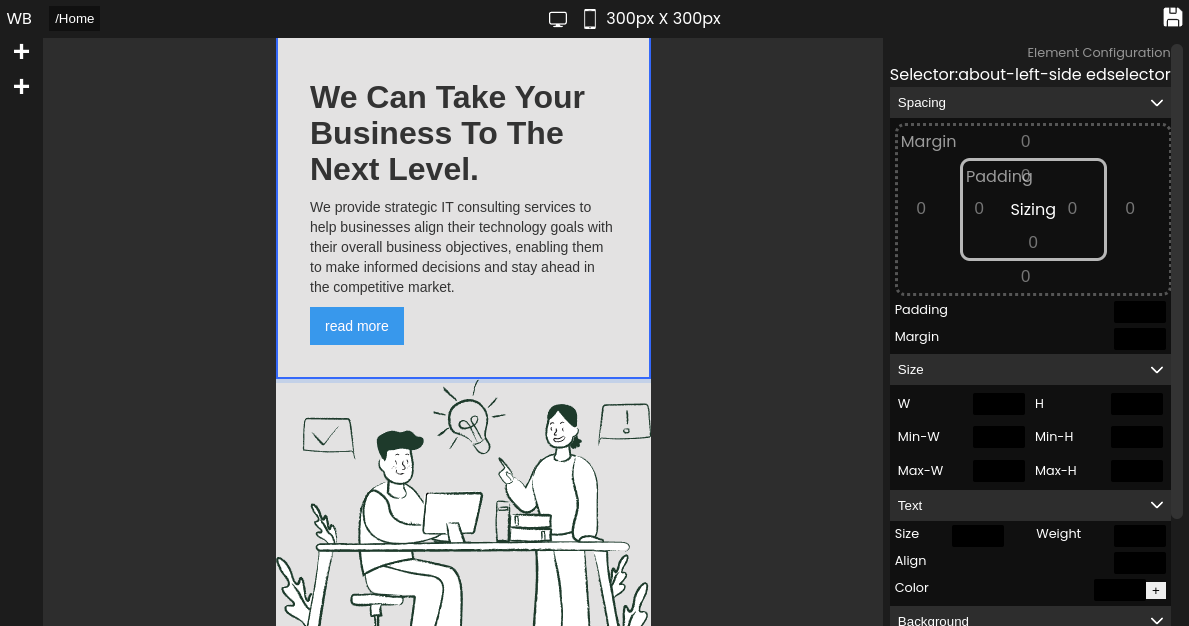 WB /Home 300px X 300px
+
+
We Can Take Your
Business To The
Next Level.
We provide strategic IT consulting services to
help businesses align their technology goals with
their overall business objectives, enabling them
to make informed decisions and stay ahead in
the competitive market.
read more
!
Element Configuration
Selector:about-left-side edselector
Spacing
Margin 0
Padding 0
0 0 Sizing 0 0
0
0
Padding
Margin
Size
W H
Min-W Min-H
Max-W Max-H
Text
Size Weight
Align
Color +
Background